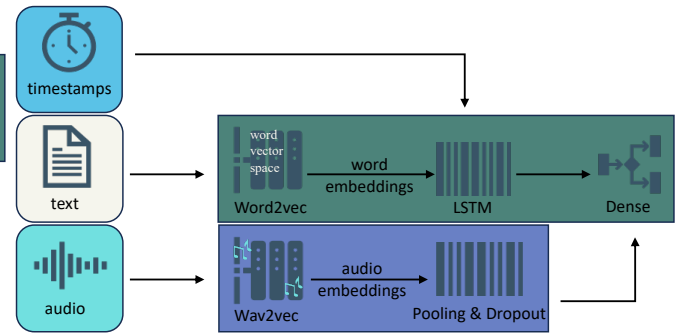 timestamps
text
audio
word
vector
space
Word2vec
word
embeddings
LSTM
Dense
Wav2vec
audio
embeddings
Pooling & Dropout